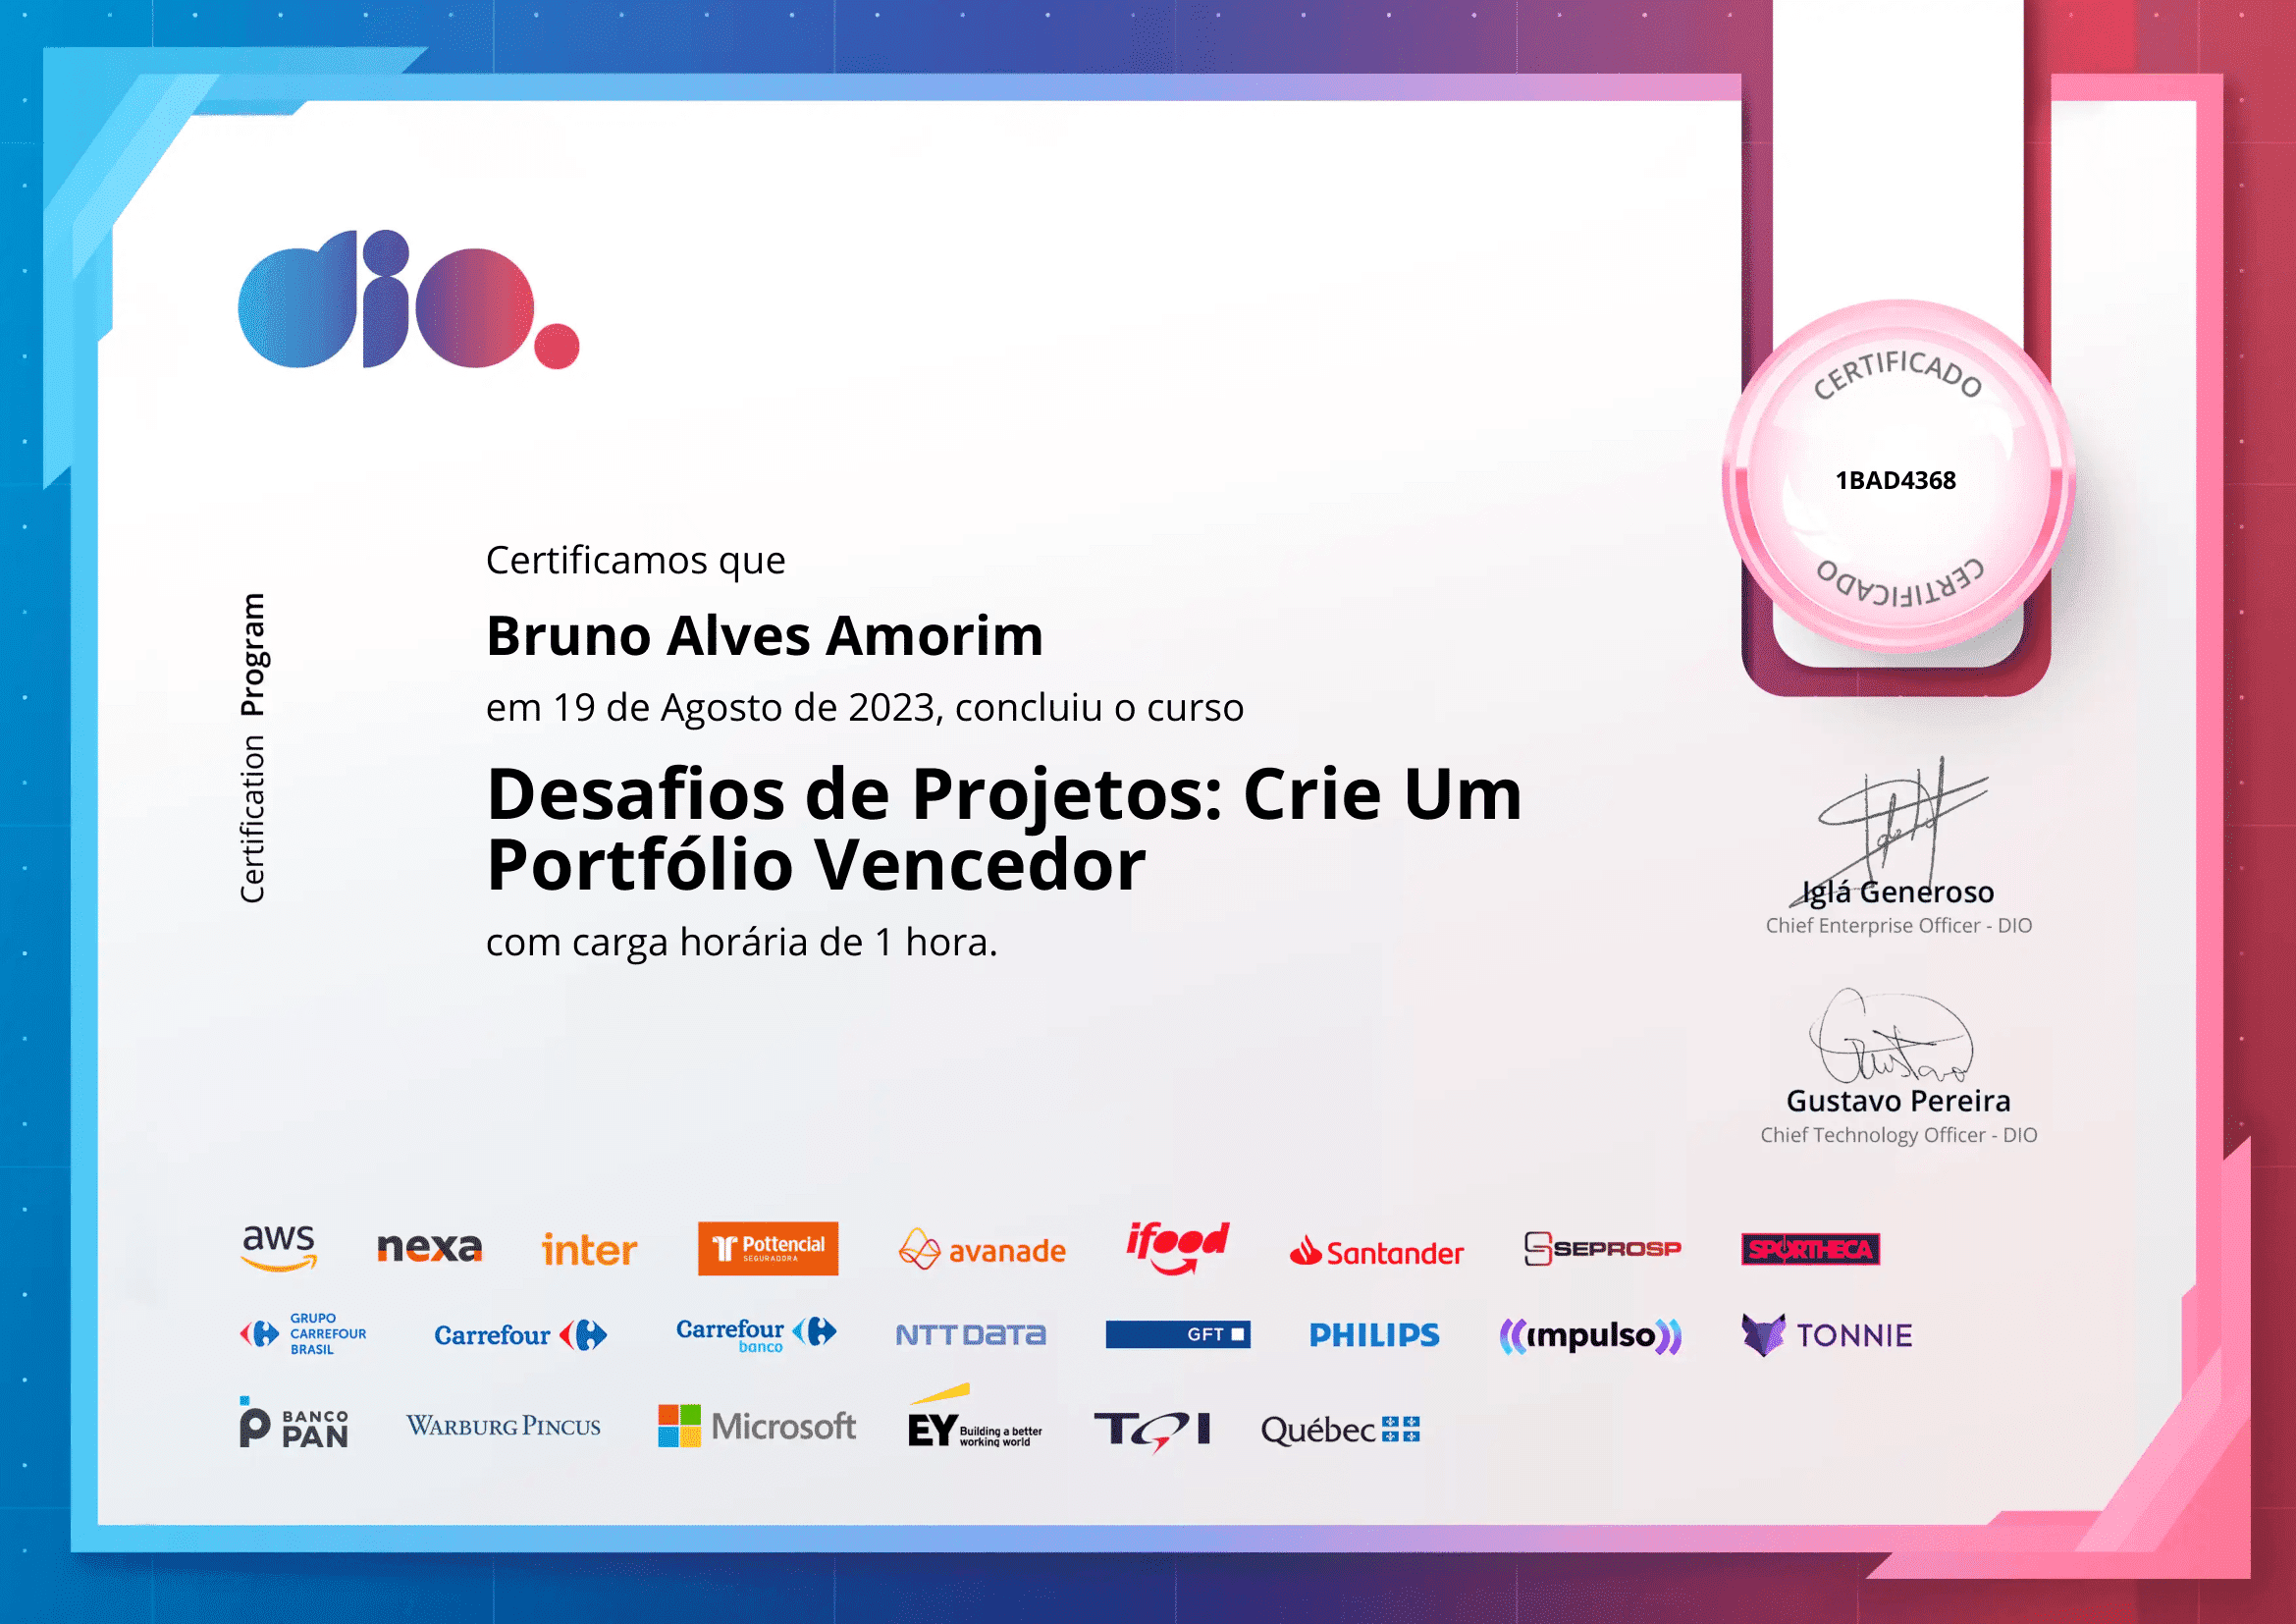 dio.
CERTIFICADO
1BAD4368
CERTIFICADO
Certification Program
Certificamos que
Bruno Alves Amorim
em 19 de Agosto de 2023, concluiu o curso
Desafios de Projetos: Crie Um
Portfólio Vencedor
com carga horária de 1 hora.
Iglá Generoso
Chief Enterprise Officer - DIO
Gustavo
Gustavo Pereira
Chief Technology Officer - DIO
aws nexa inter Pottencial SEGURADORA avanade ifood Santander SEPROSP SPORTHECA
GRUPO
CARREFOUR
BRASIL
Carrefour
Carrefour
banco
NTT DATA GFT PHILIPS impulso TONNIE
BANCO
PAN
WARBURG PINCUS Microsoft
EY Building a better
working world
TQI Québec